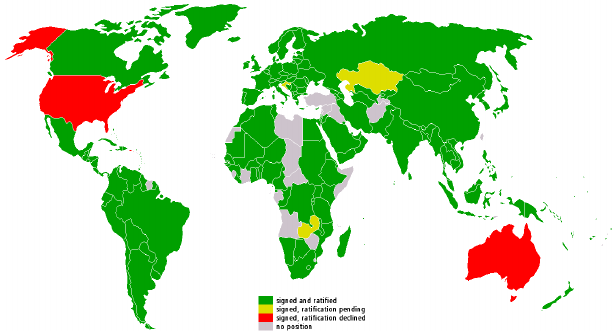 signed and ratified
signed, ratification pending
signed, ratification declined
no position